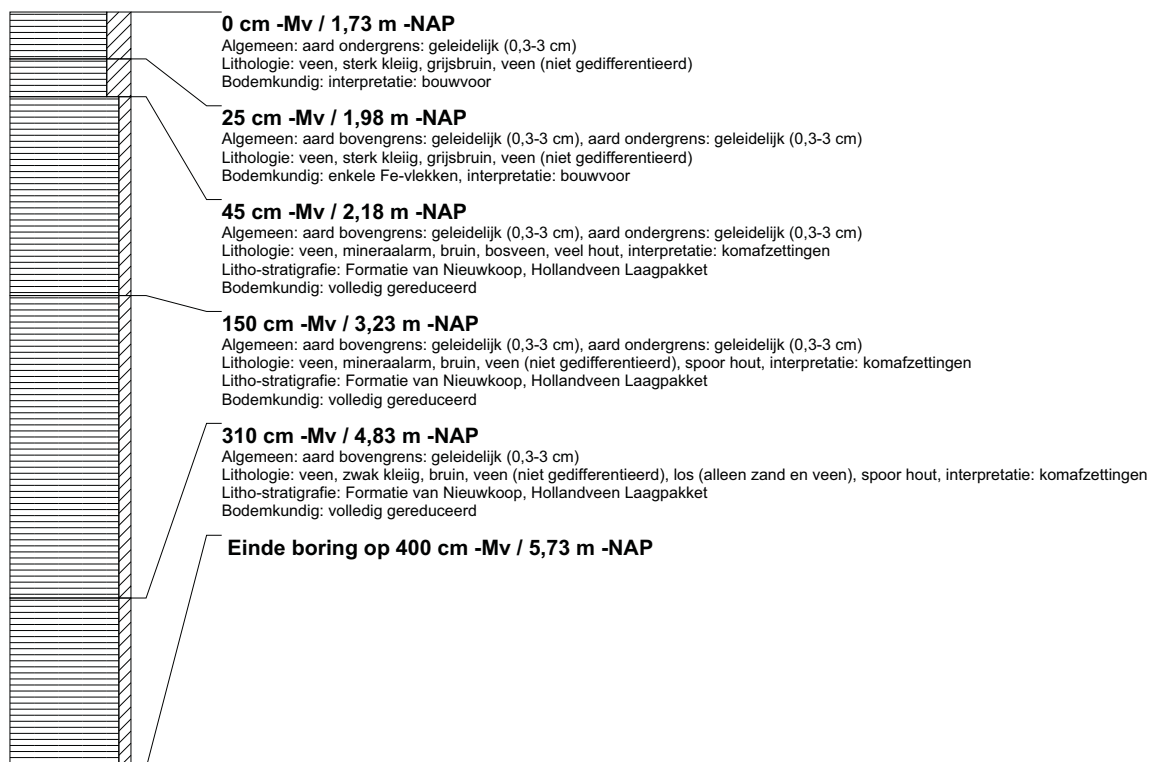 0 cm -Mv / 1,73 m -NAP
Algemeen: aard ondergrens: geleidelijk (0,3-3 cm)
Lithologie: veen, sterk kleiig, grijsbruin, veen (niet gedifferentieerd)
Bodemkundig: interpretatie: bouwvoor
25 cm -Mv / 1,98 m -NAP
Algemeen: aard bovengrens: geleidelijk (0,3-3 cm), aard ondergrens: geleidelijk (0,3-3 cm)
Lithologie: veen, sterk kleiig, grijsbruin, veen (niet gedifferentieerd)
Bodemkundig: enkele Fe-vlekken, interpretatie: bouwvoor
45 cm -Mv / 2,18 m -NAP
Algemeen: aard bovengrens: geleidelijk (0,3-3 cm), aard ondergrens: geleidelijk (0,3-3 cm)
Lithologie: veen, mineraalarm, bruin, bosveen, veel hout, interpretatie: komafzettingen
Litho-stratigrafie: Formatie van Nieuwkoop, Hollandveen Laagpakket
Bodemkundig: volledig gereduceerd
150 cm -Mv / 3,23 m -NAP
Algemeen: aard bovengrens: geleidelijk (0,3-3 cm), aard ondergrens: geleidelijk (0,3-3 cm)
Lithologie: veen, mineraalarm, bruin, veen (niet gedifferentieerd), spoor hout, interpretatie: komafzettingen
Litho-stratigrafie: Formatie van Nieuwkoop, Hollandveen Laagpakket
Bodemkundig: volledig gereduceerd
310 cm -Mv / 4,83 m -NAP
Algemeen: aard bovengrens: geleidelijk (0,3-3 cm)
Lithologie: veen, zwak kleiig, bruin, veen (niet gedifferentieerd), los (alleen zand en veen), spoor hout, interpretatie: komafzettingen
Litho-stratigrafie: Formatie van Nieuwkoop, Hollandveen Laagpakket
Bodemkundig: volledig gereduceerd
Einde boring op 400 cm -Mv / 5,73 m -NAP